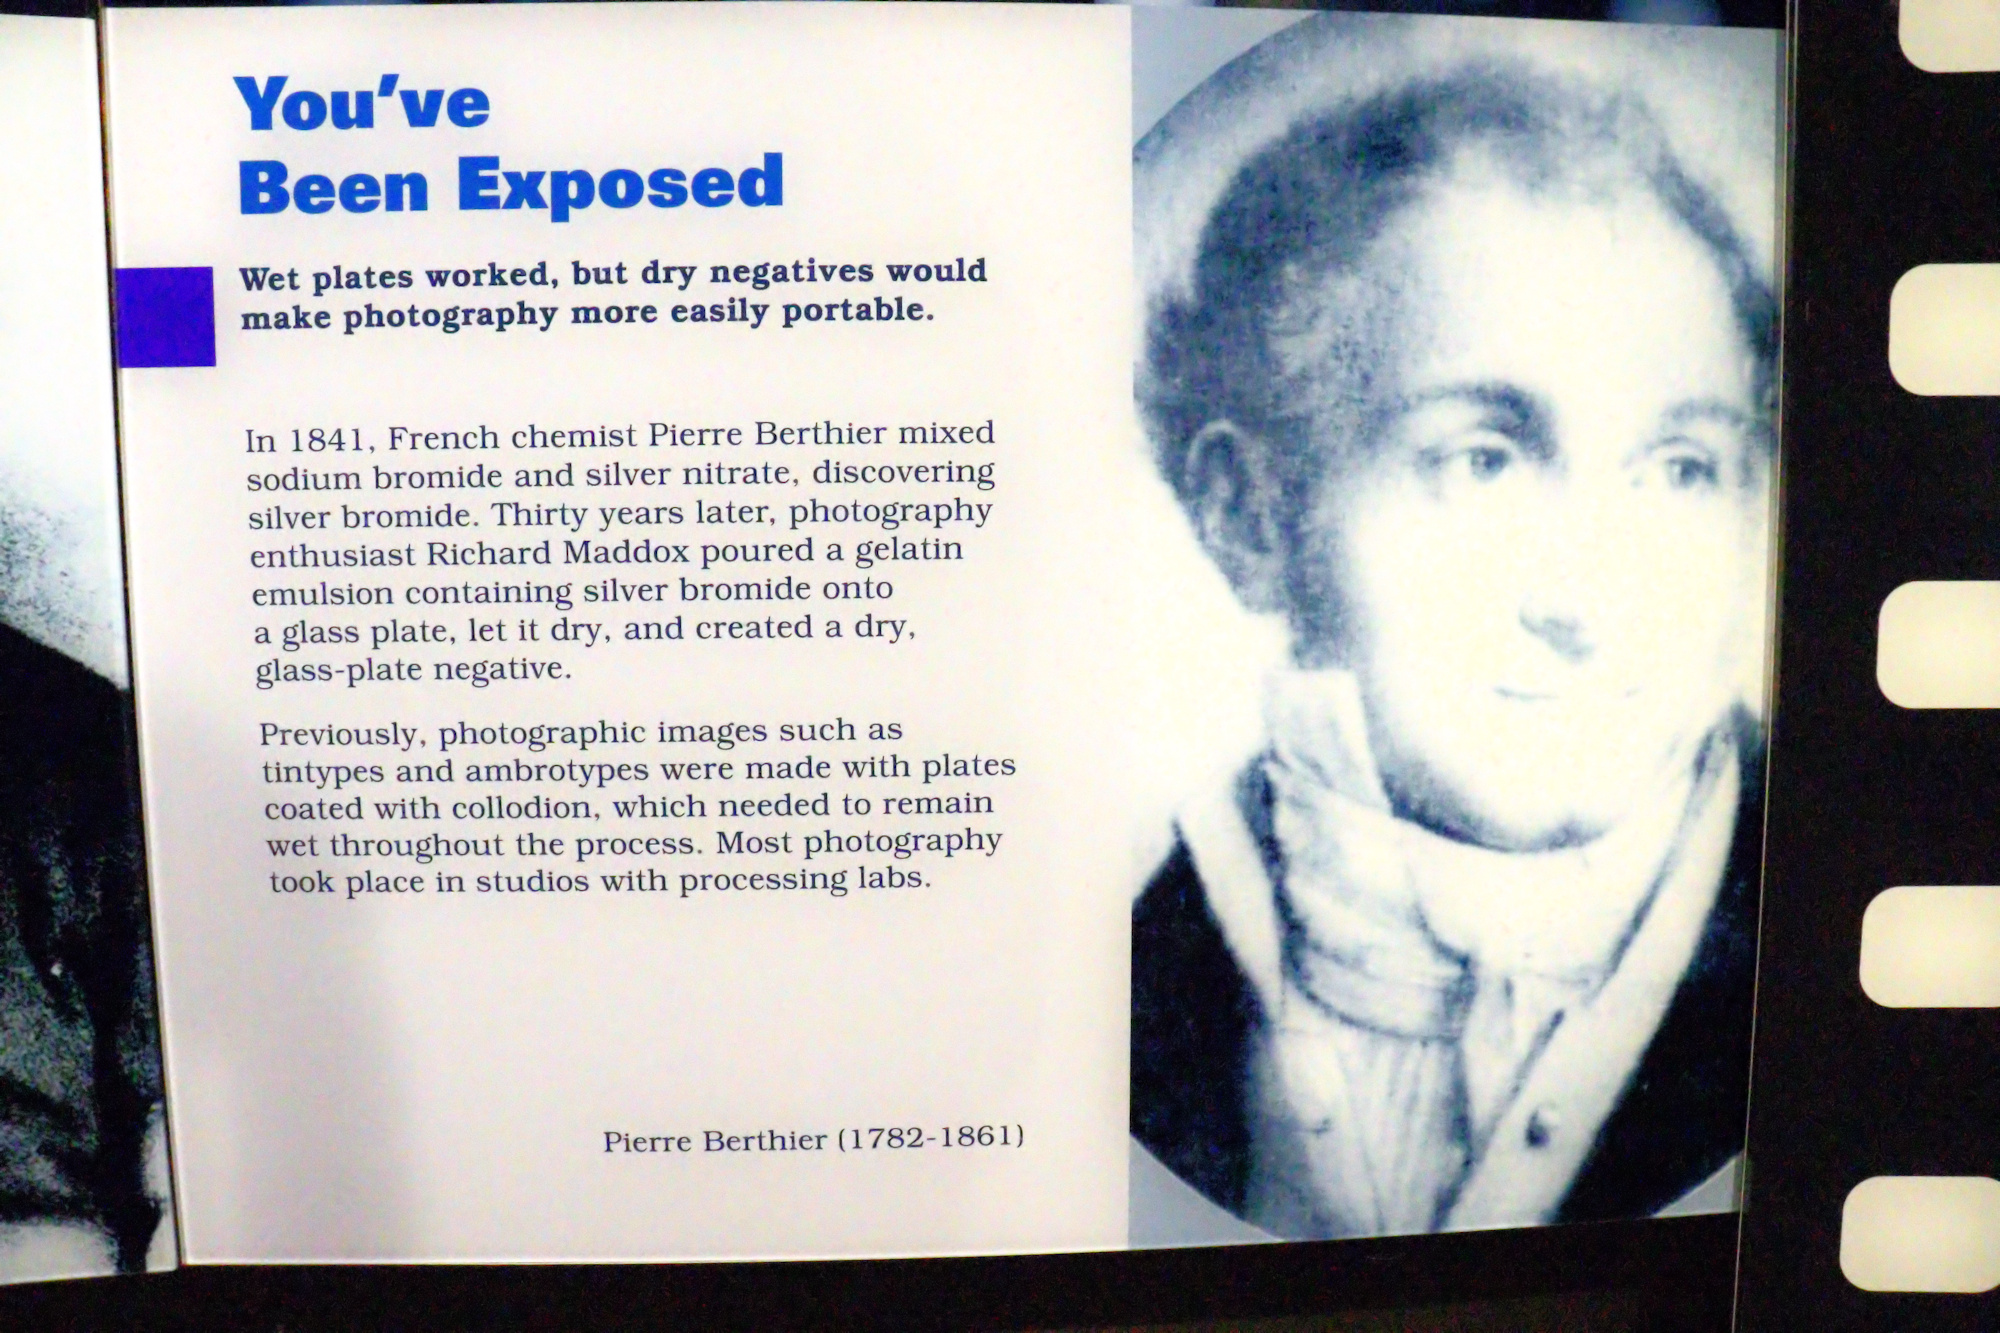 You've
Been Exposed
Wet plates worked, but dry negatives would
make photography more easily portable.
In 1841, French chemist Pierre Berthier mixed
sodium bromide and silver nitrate, discovering
silver bromide. Thirty years later, photography
enthusiast Richard Maddox poured a gelatin
emulsion containing silver bromide onto
a glass plate, let it dry, and created a dry,
glass-plate negative.
Previously, photographic images such as
tintypes and ambrotypes were made with plates
coated with collodion, which needed to remain
wet throughout the process. Most photography
took place in studios with processing labs.
Pierre Berthier (1782-1861)